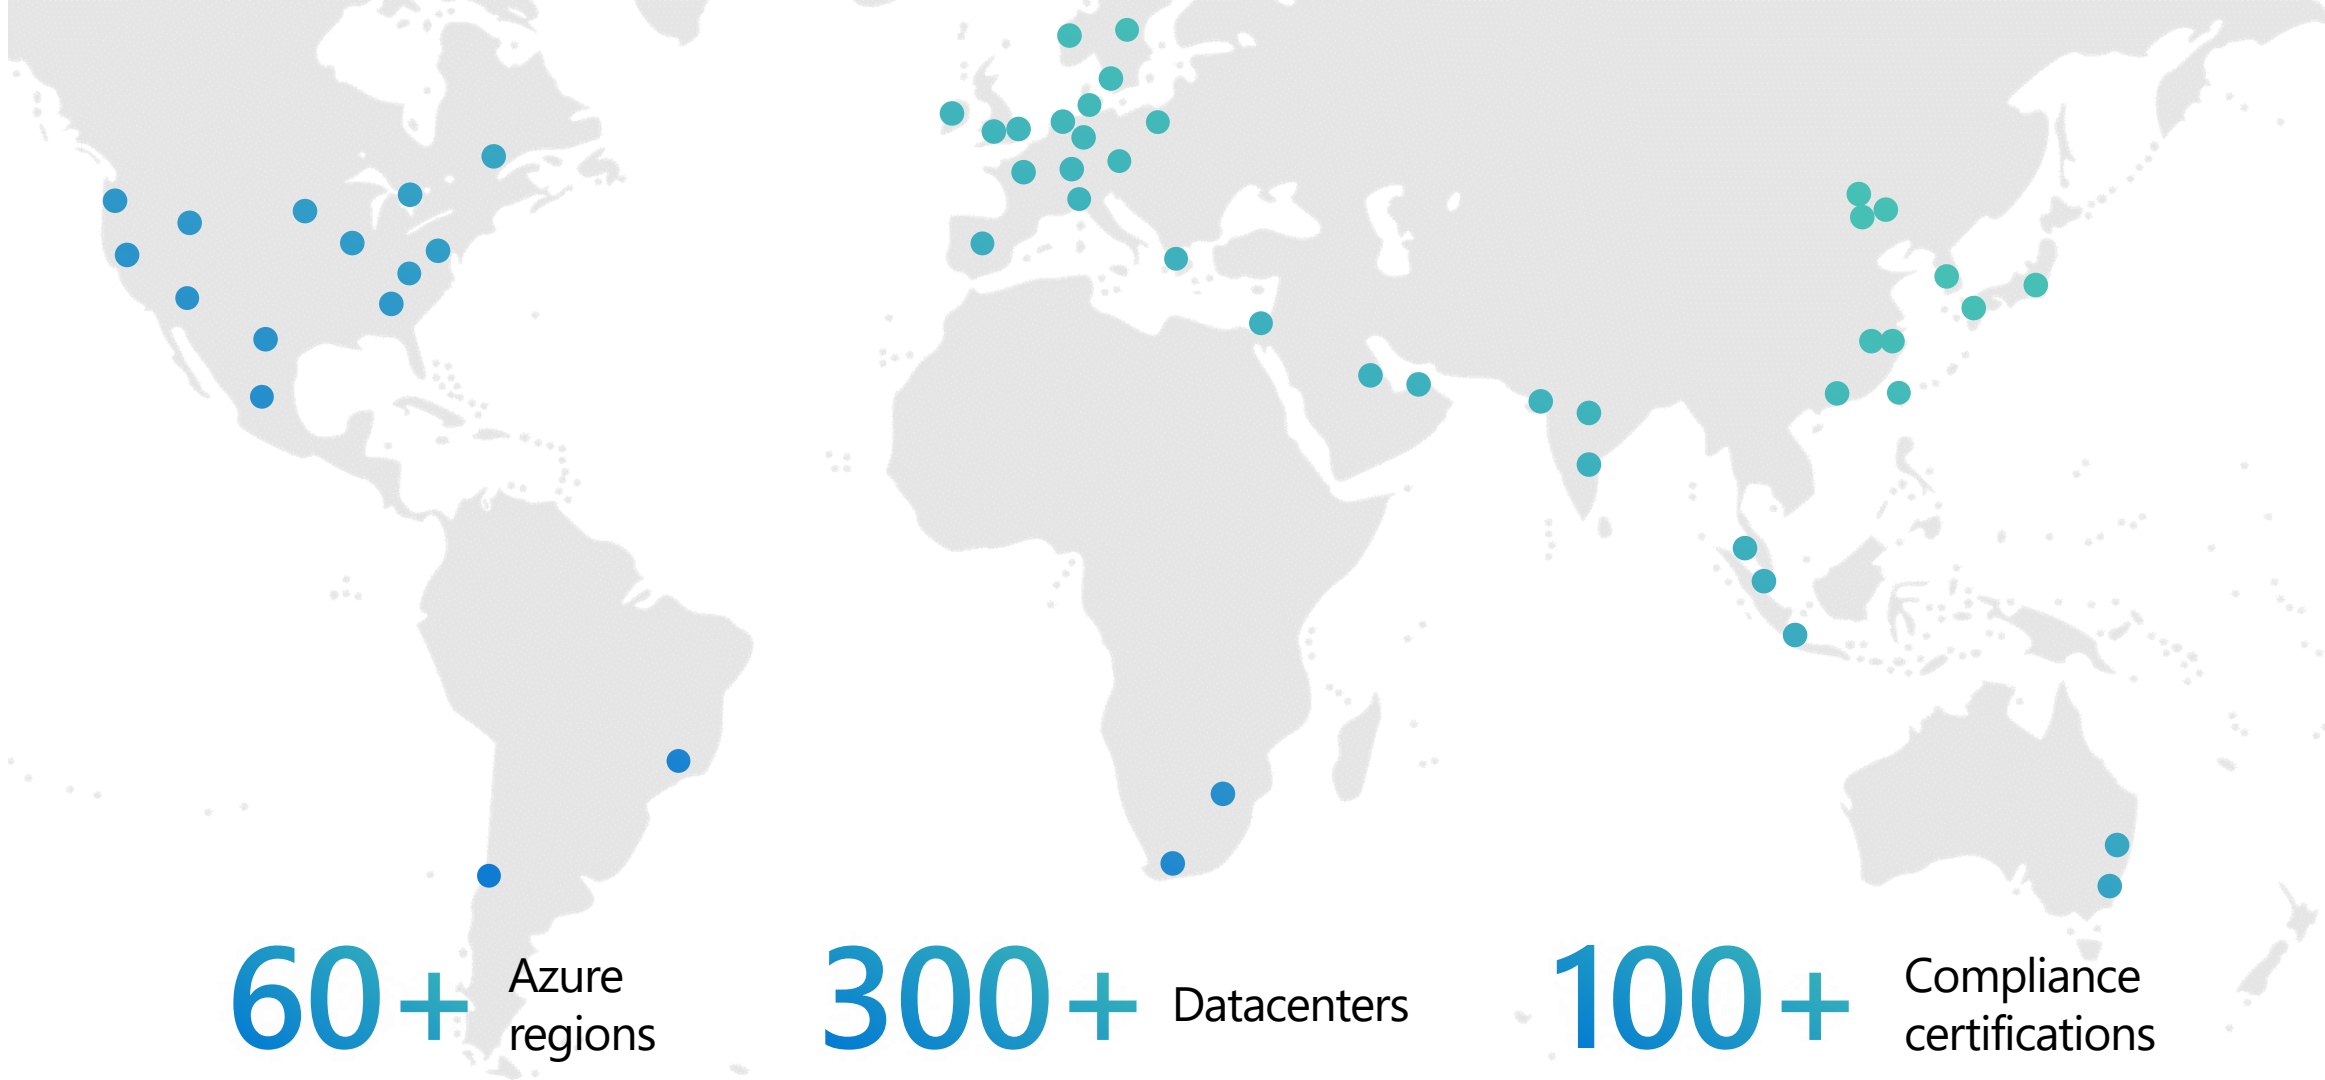 60+ Azure
regions
300+ Datacenters
100+ Compliance
certifications